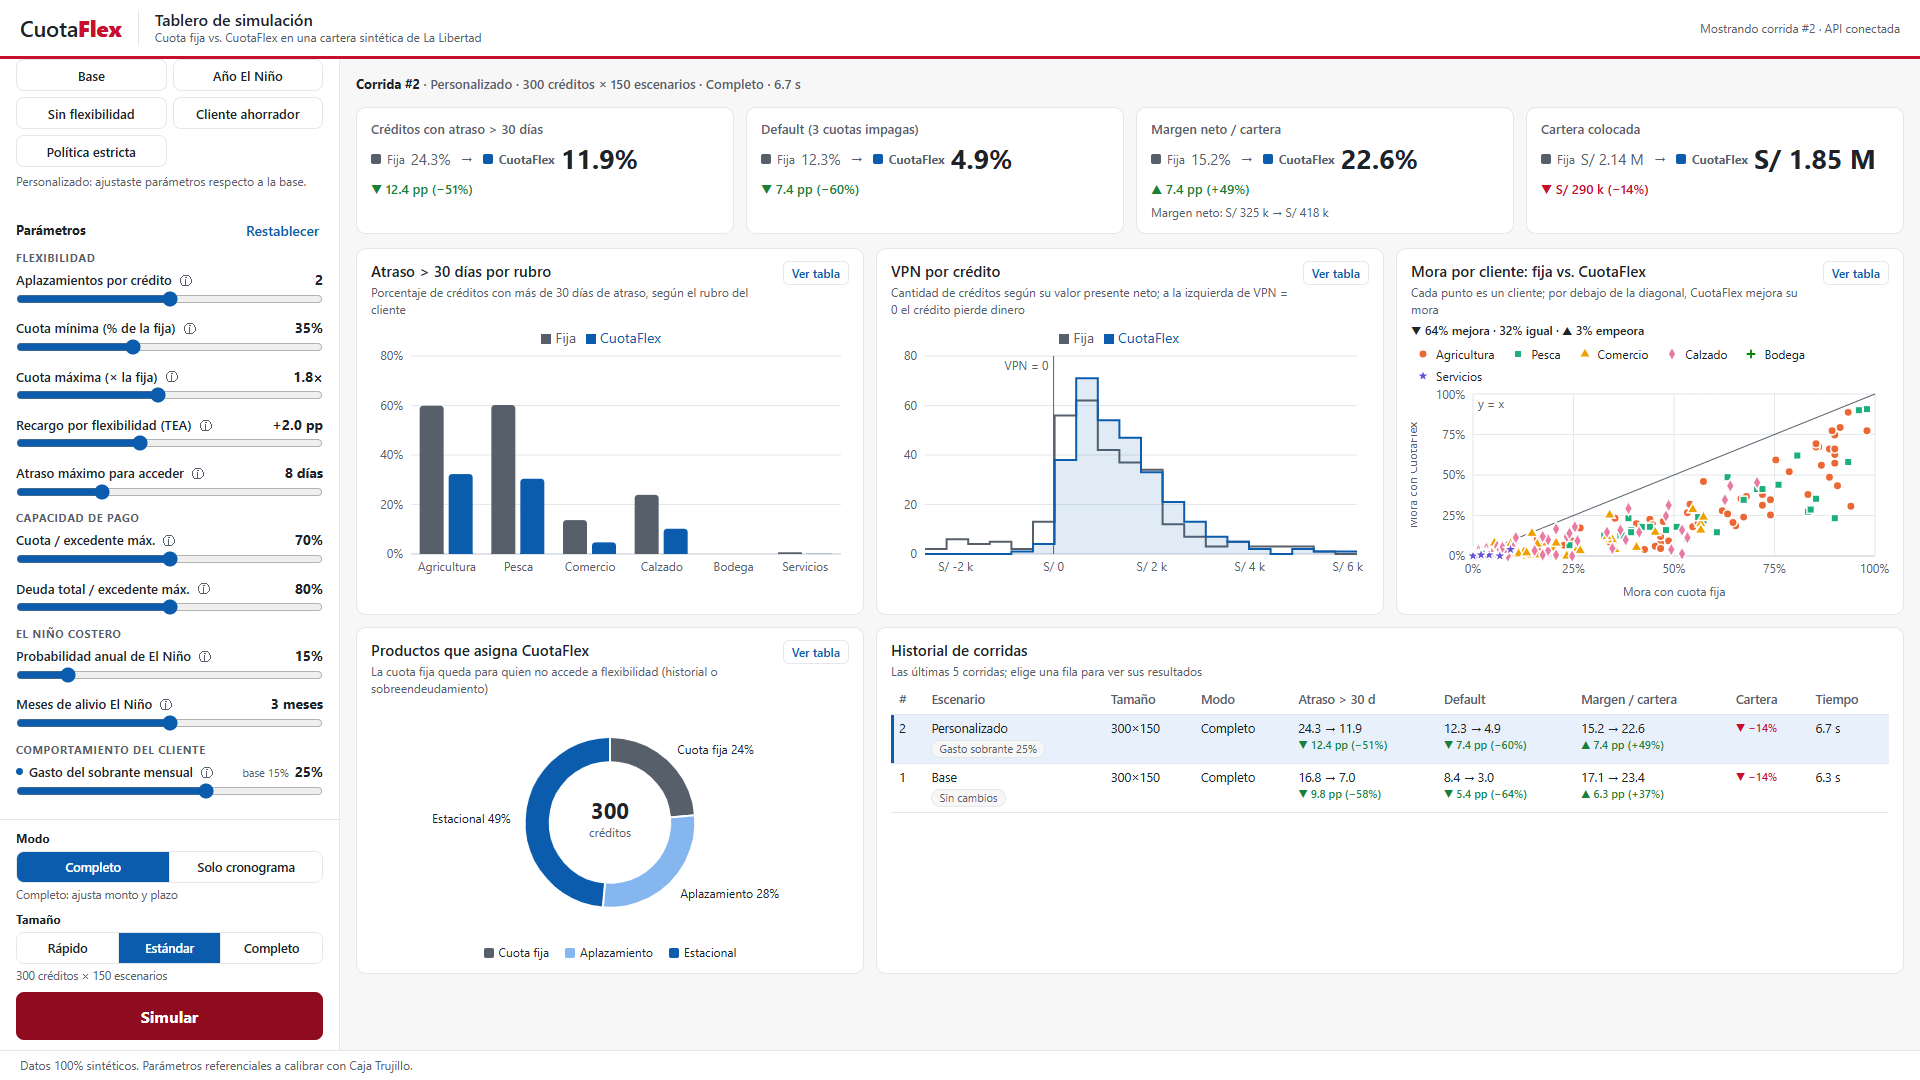 CuotaFlex
Tablero de simulación
Cuota fija vs. CuotaFlex en una cartera sintética de La Libertad
Mostrando corrida #2 · API conectada
Base
Año El Niño
Sin flexibilidad
Cliente ahorrador
Política estricta
Personalizado: ajustaste parámetros respecto a la base.
Parámetros
Restablecer
FLEXIBILIDAD
Aplazamientos por crédito ⓘ 2
Cuota mínima (% de la fija) ⓘ 35%
Cuota máxima (× la fija) ⓘ 1.8×
Recargo por flexibilidad (TEA) ⓘ +2.0 pp
Atraso máximo para acceder ⓘ 8 días
CAPACIDAD DE PAGO
Cuota / excedente máx. ⓘ 70%
Deuda total / excedente máx. ⓘ 80%
EL NIÑO COSTERO
Probabilidad anual de El Niño ⓘ 15%
Meses de alivio El Niño ⓘ 3 meses
COMPORTAMIENTO DEL CLIENTE
Gasto del sobrante mensual ⓘ base 15% 25%
Modo
Completo
Solo cronograma
Completo: ajusta monto y plazo
Tamaño
Rápido
Estándar
Completo
300 créditos × 150 escenarios
Simular
Corrida #2 · Personalizado · 300 créditos × 150 escenarios · Completo · 6.7 s
Créditos con atraso > 30 días
Fija 24.3% → CuotaFlex 11.9%
▼ 12.4 pp (−51%)
Default (3 cuotas impagas)
Fija 12.3% → CuotaFlex 4.9%
▼ 7.4 pp (−60%)
Margen neto / cartera
Fija 15.2% → CuotaFlex 22.6%
▲ 7.4 pp (+49%)
Margen neto: S/ 325 k → S/ 418 k
Cartera colocada
Fija S/ 2.14 M → CuotaFlex S/ 1.85 M
▼ S/ 290 k (−14%)
Atraso > 30 días por rubro
Ver tabla
Porcentaje de créditos con más de 30 días de atraso, según el rubro del
cliente
Fija CuotaFlex
80%
60%
40%
20%
0%
Agricultura Pesca Comercio Calzado Bodega Servicios
VPN por crédito
Ver tabla
Cantidad de créditos según su valor presente neto; a la izquierda de VPN =
0 el crédito pierde dinero
Fija CuotaFlex
VPN = 0
80
60
40
20
0
S/ -2 k S/ 0 S/ 2 k S/ 4 k S/ 6 k
Mora por cliente: fija vs. CuotaFlex
Ver tabla
Cada punto es un cliente; por debajo de la diagonal, CuotaFlex mejora su
mora
▼ 64% mejora · 32% igual · ▲ 3% empeora
Agricultura Pesca Comercio Calzado Bodega
Servicios
Mora con CuotaFlex
y = x
100%
75%
50%
25%
0%
0% 25% 50% 75% 100%
Mora con cuota fija
Productos que asigna CuotaFlex
Ver tabla
La cuota fija queda para quien no accede a flexibilidad (historial o
sobreendeudamiento)
Cuota fija 24%
Estacional 49%
300
créditos
Aplazamiento 28%
Cuota fija Aplazamiento Estacional
Historial de corridas
Las últimas 5 corridas; elige una fila para ver sus resultados
# Escenario Tamaño Modo Atraso > 30 d Default Margen / cartera Cartera Tiempo
2 Personalizado 300×150 Completo 24.3 → 11.9 12.3 → 4.9 15.2 → 22.6 ▼ −14% 6.7 s
Gasto sobrante 25% ▼ 12.4 pp (−51%) ▼ 7.4 pp (−60%) ▲ 7.4 pp (+49%)
1 Base 300×150 Completo 16.8 → 7.0 8.4 → 3.0 17.1 → 23.4 ▼ −14% 6.3 s
Sin cambios ▼ 9.8 pp (−58%) ▼ 5.4 pp (−64%) ▲ 6.3 pp (+37%)
Datos 100% sintéticos. Parámetros referenciales a calibrar con Caja Trujillo.